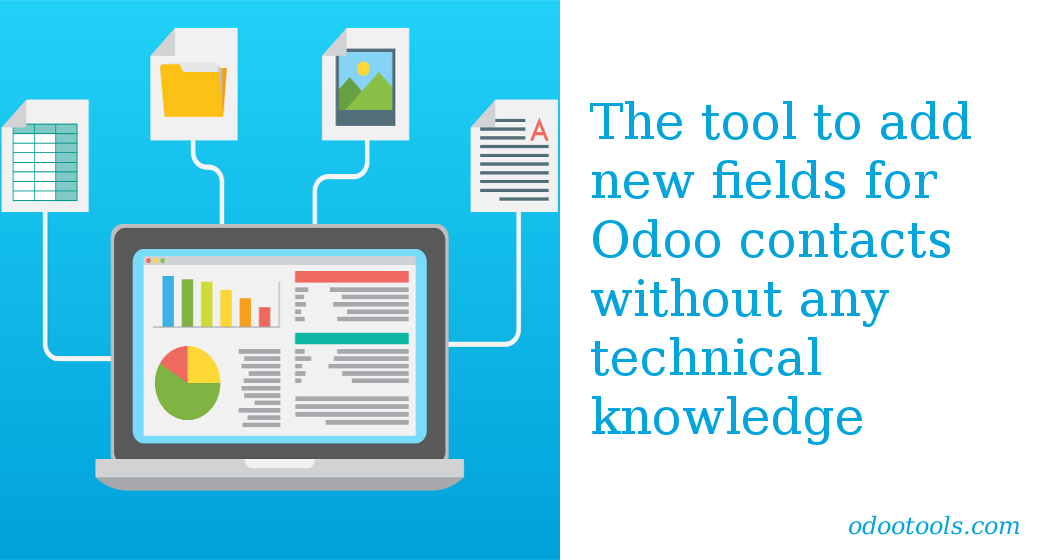 A
The tool to add
new fields for
Odoo contacts
without any
technical
knowledge
odootools.com